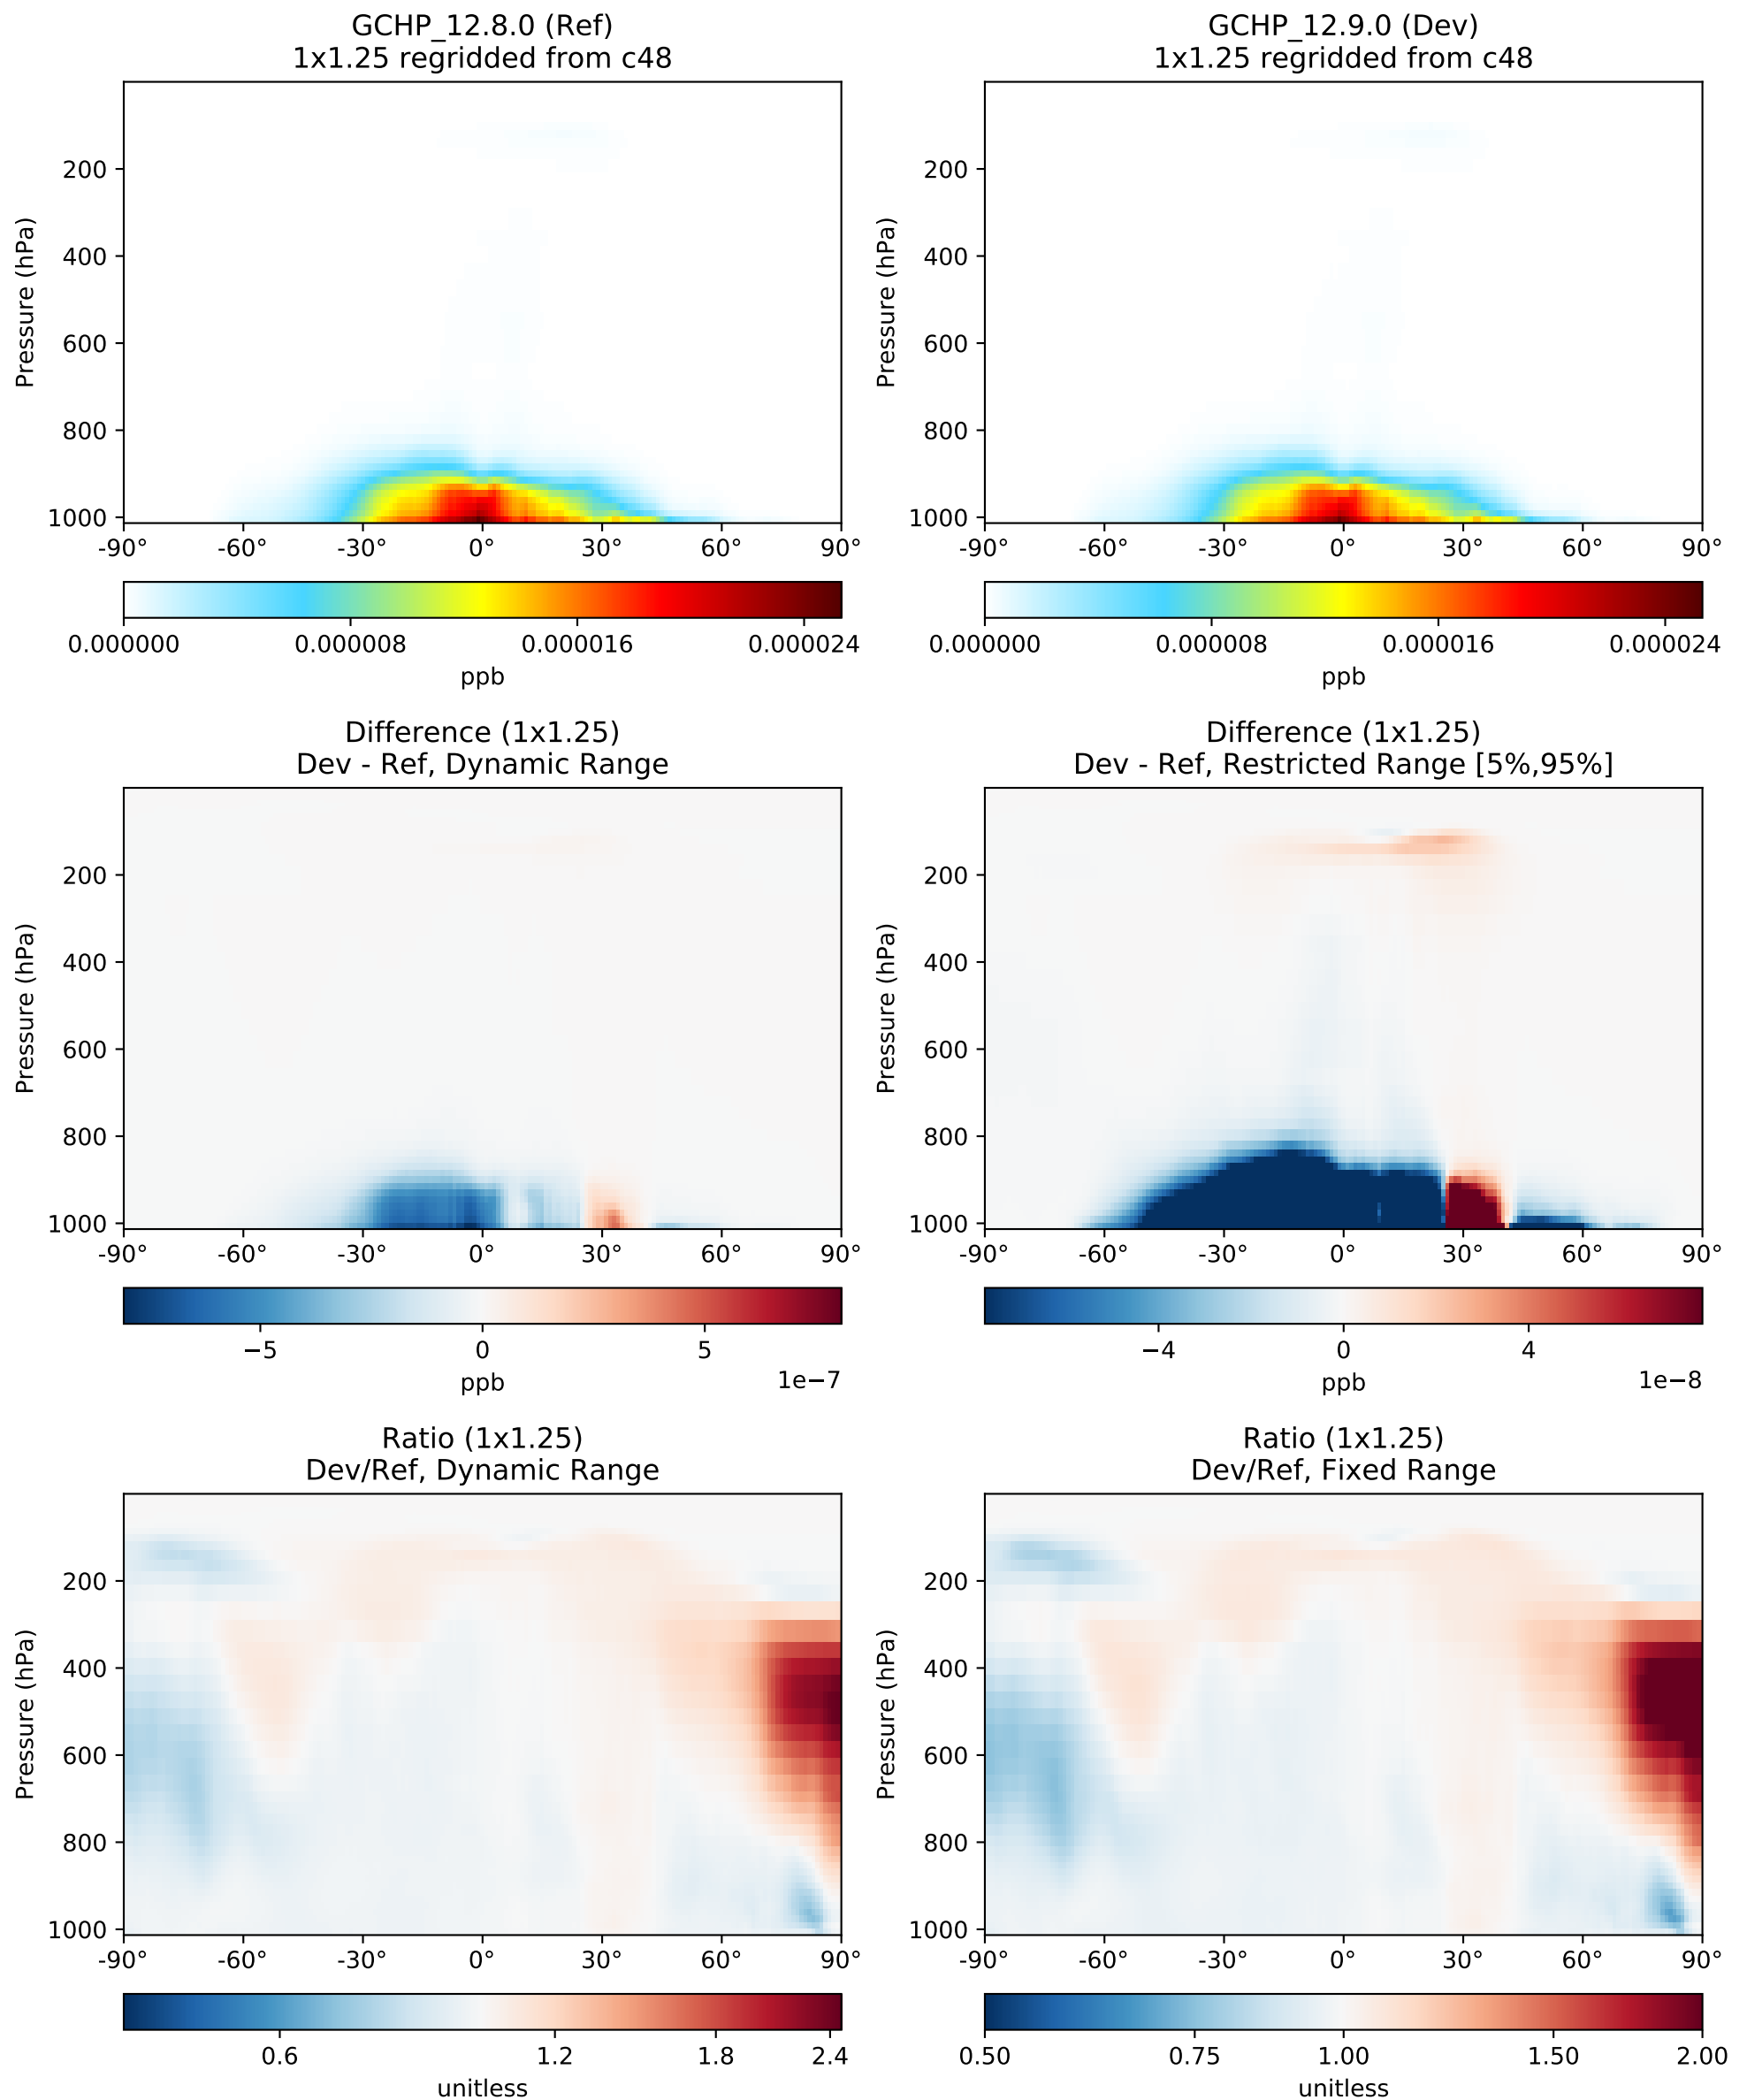 GCHP_12.8.0 (Ref)
1x1.25 regridded from c48
Pressure (hPa)
200
400
600
800
1000
-90° -60° -30° 0° 30° 60° 90°
0.000000 0.000008 0.000016 0.000024
ppb
GCHP_12.9.0 (Dev)
1x1.25 regridded from c48
Pressure (hPa)
200
400
600
800
1000
-90° -60° -30° 0° 30° 60° 90°
0.000000 0.000008 0.000016 0.000024
ppb
Difference (1x1.25)
Dev - Ref, Dynamic Range
Pressure (hPa)
200
400
600
800
1000
-90° -60° -30° 0° 30° 60° 90°
−5 0 5
ppb 1e−7
Difference (1x1.25)
Dev - Ref, Restricted Range [5%,95%]
Pressure (hPa)
200
400
600
800
1000
-90° -60° -30° 0° 30° 60° 90°
−4 0 4
ppb 1e−8
Ratio (1x1.25)
Dev/Ref, Dynamic Range
Pressure (hPa)
200
400
600
800
1000
-90° -60° -30° 0° 30° 60° 90°
0.6 1.2 1.8 2.4
unitless
Ratio (1x1.25)
Dev/Ref, Fixed Range
Pressure (hPa)
200
400
600
800
1000
-90° -60° -30° 0° 30° 60° 90°
0.50 0.75 1.00 1.50 2.00
unitless